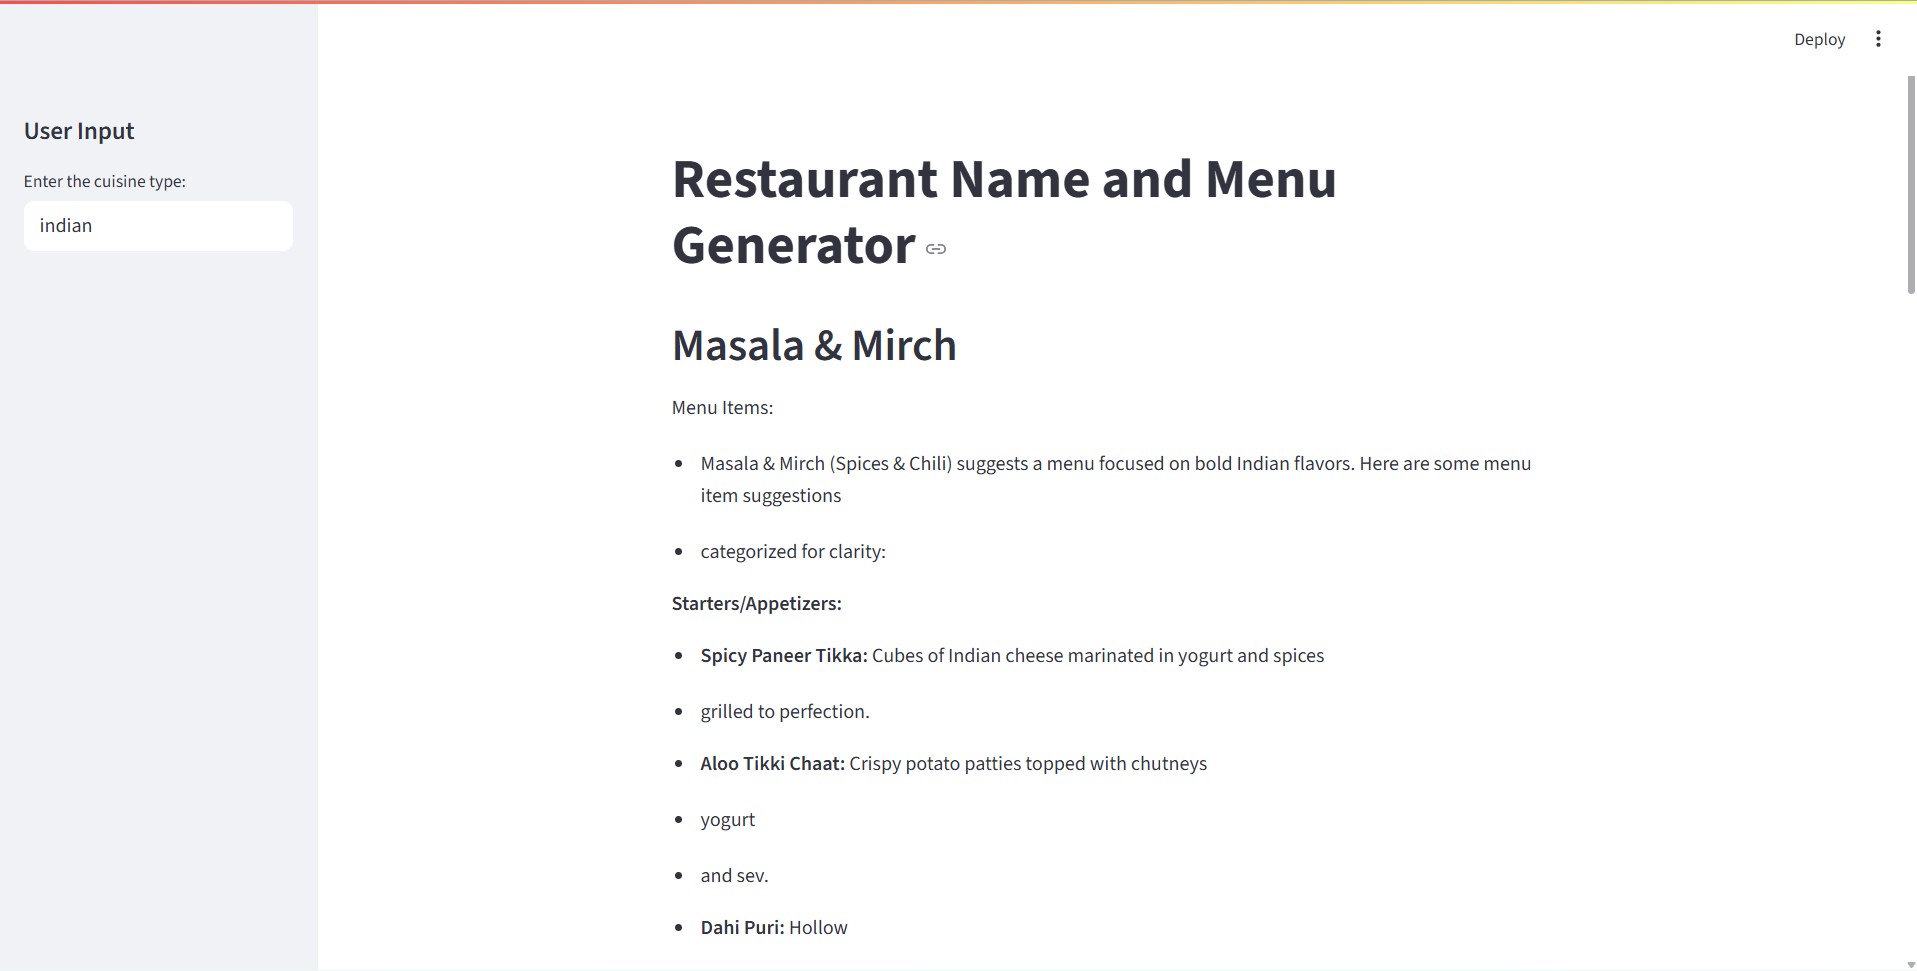 Deploy
User Input
Enter the cuisine type:
indian
Restaurant Name and Menu
Generator
Masala & Mirch
Menu Items:
Masala & Mirch (Spices & Chili) suggests a menu focused on bold Indian flavors. Here are some menu
item suggestions
categorized for clarity:
Starters/Appetizers:
Spicy Paneer Tikka: Cubes of Indian cheese marinated in yogurt and spices
grilled to perfection.
Aloo Tikki Chaat: Crispy potato patties topped with chutneys
yogurt
and sev.
Dahi Puri: Hollow